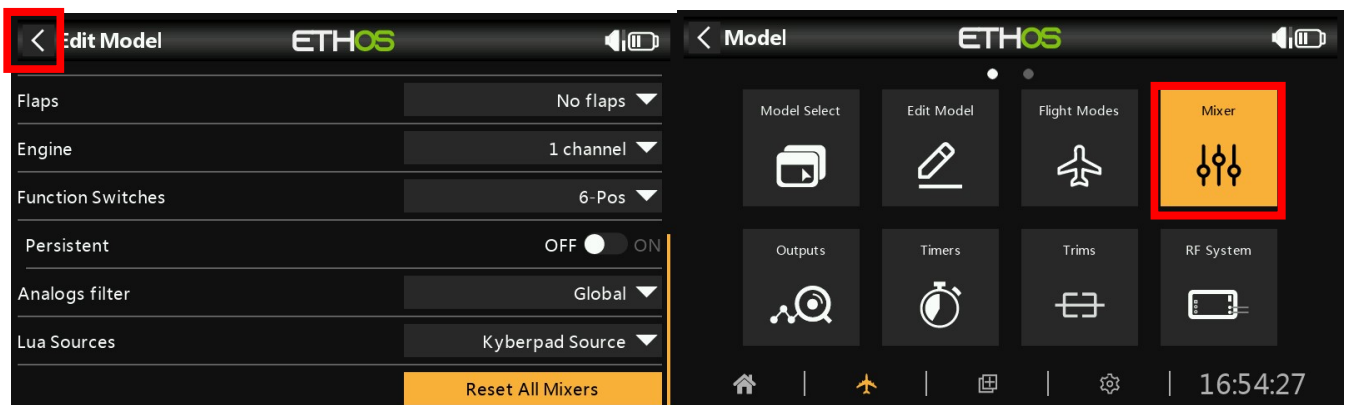 Edit Model ETHOS
Flaps No flaps
Engine 1 channel
Function Switches 6-Pos
Persistent OFF ON
Analogs filter Global
Lua Sources Kyberpad Source
Reset All Mixers
Model ETHOS
Model Select Edit Model Flight Modes Mixer
Outputs Timers Trims RF System
16:54:27